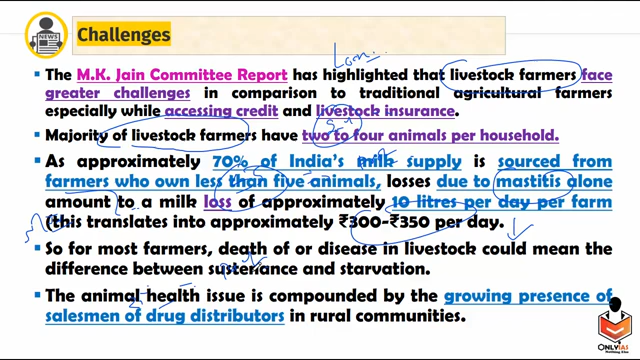 NEWS
Challenges
Loan
▪ The M.K. Jain Committee Report has highlighted that livestock farmers face
greater challenges in comparison to traditional agricultural farmers
especially while accessing credit and livestock insurance.
▪ Majority of livestock farmers have two to four animals per household.
▪ As approximately 70% of India's milk supply is sourced from
farmers who own less than five animals, losses due to mastitis alone
amount to a milk loss of approximately 10 litres per day per farm
(this translates into approximately ₹300-₹350 per day.
▪ So for most farmers, death of or disease in livestock could mean the
difference between sustenance and starvation.
▪ The animal health issue is compounded by the growing presence of
salesmen of drug distributors in rural communities.
ONLYIAS